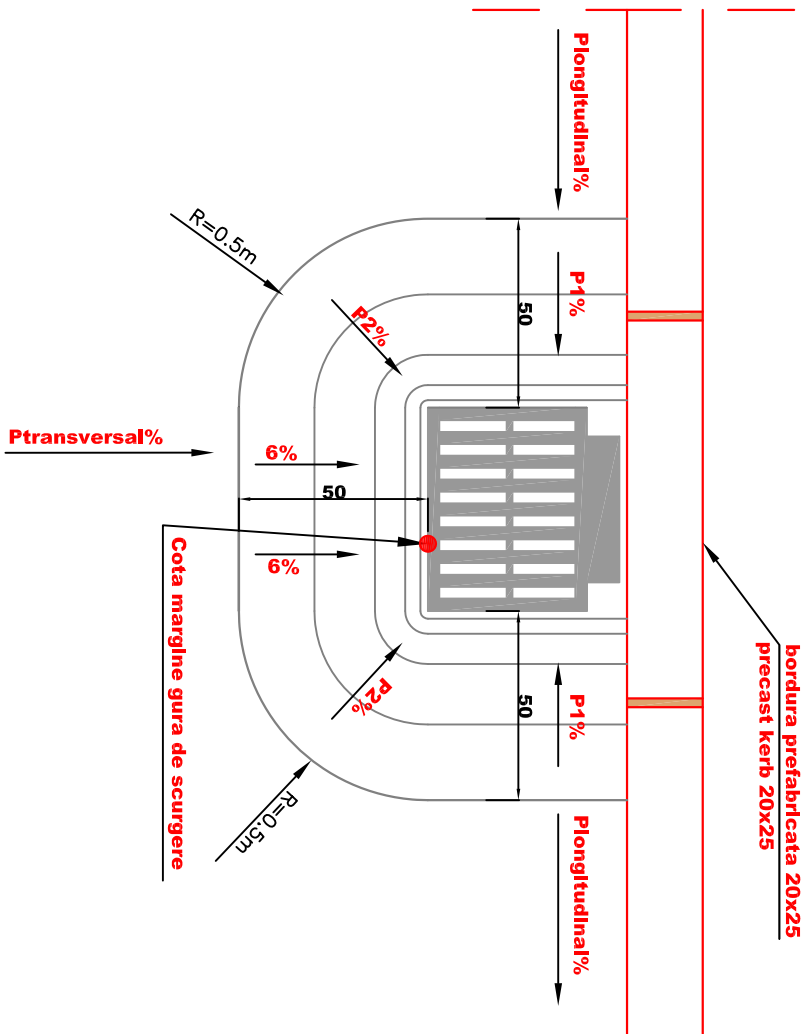 Plongitudinal%
P1%
50
R=0.5m
P2%
Ptransversal%
6%
50
6%
Cota margine gura de scurgere
P2%
50
P1%
R=0.5m
Plongitudinal%
bordura prefabricata 20x25
precast kerb 20x25